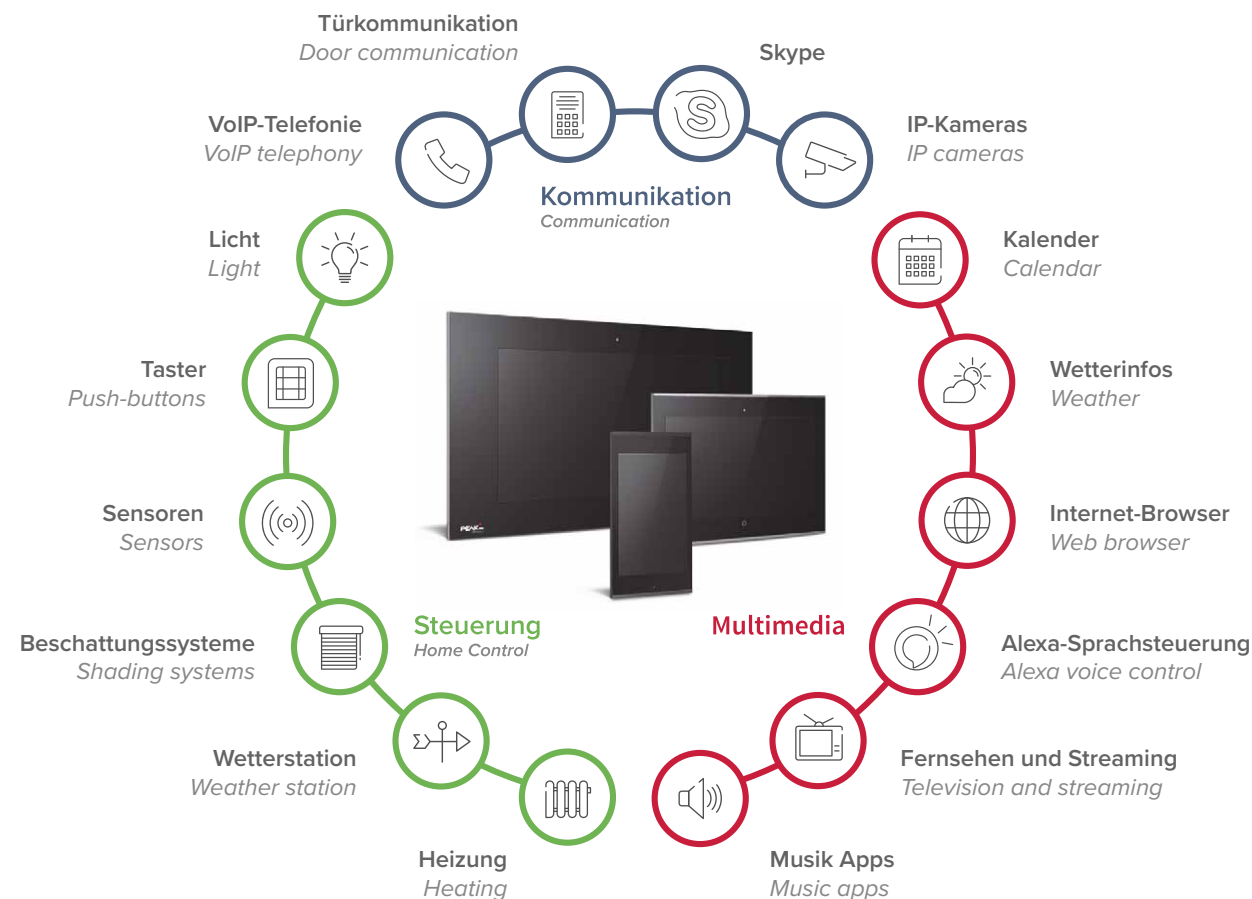 Türkommunikation
Door communication
Skype
VoIP-Telefonie
VoIP telephony
IP-Kameras
IP cameras
Kommunikation
Communication
Licht
Light
Kalender
Calendar
Taster
Push-buttons
Wetterinfos
Weather
Sensoren
Sensors
PEAK
Internet-Browser
Web browser
Beschattungssysteme
Shading systems
Steuerung
Home Control
Multimedia
Alexa-Sprachsteuerung
Alexa voice control
Wetterstation
Weather station
Fernsehen und Streaming
Television and streaming
Heizung
Heating
Musik Apps
Music apps